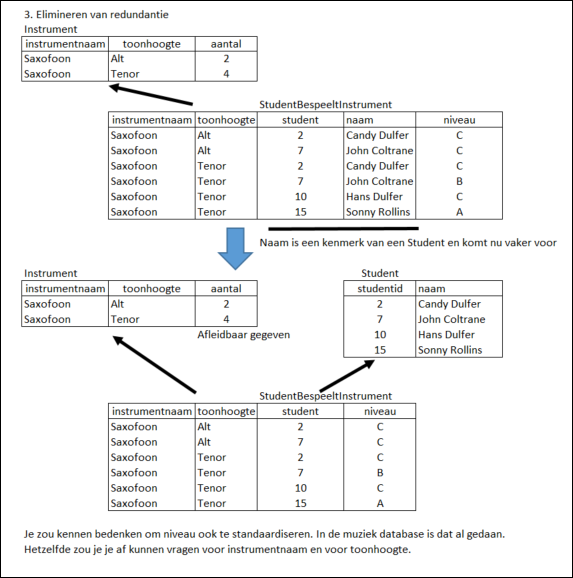 3. Elimineren van redundantie
Instrument
instrumentnaam toonhoogte aantal
Saxofoon Alt 2
Saxofoon Tenor 4
StudentBespeeltInstrument
instrumentnaam toonhoogte student naam niveau
Saxofoon Alt 2 Candy Dulfer C
Saxofoon Alt 7 John Coltrane C
Saxofoon Tenor 2 Candy Dulfer C
Saxofoon Tenor 7 John Coltrane B
Saxofoon Tenor 10 Hans Dulfer C
Saxofoon Tenor 15 Sonny Rollins A
Naam is een kenmerk van een Student en komt nu vaker voor
Instrument
instrumentnaam toonhoogte aantal
Saxofoon Alt 2
Saxofoon Tenor 4
Afleidbaar gegeven
Student
studentid naam
2 Candy Dulfer
7 John Coltrane
10 Hans Dulfer
15 Sonny Rollins
StudentBespeeltInstrument
instrumentnaam toonhoogte student niveau
Saxofoon Alt 2 C
Saxofoon Alt 7 C
Saxofoon Tenor 2 C
Saxofoon Tenor 7 B
Saxofoon Tenor 10 C
Saxofoon Tenor 15 A
Je zou kennen bedenken om niveau ook te standaardiseren. In de muziek database is dat al gedaan.
Hetzelfde zou je je af kunnen vragen voor instrumentnaam en voor toonhoogte.